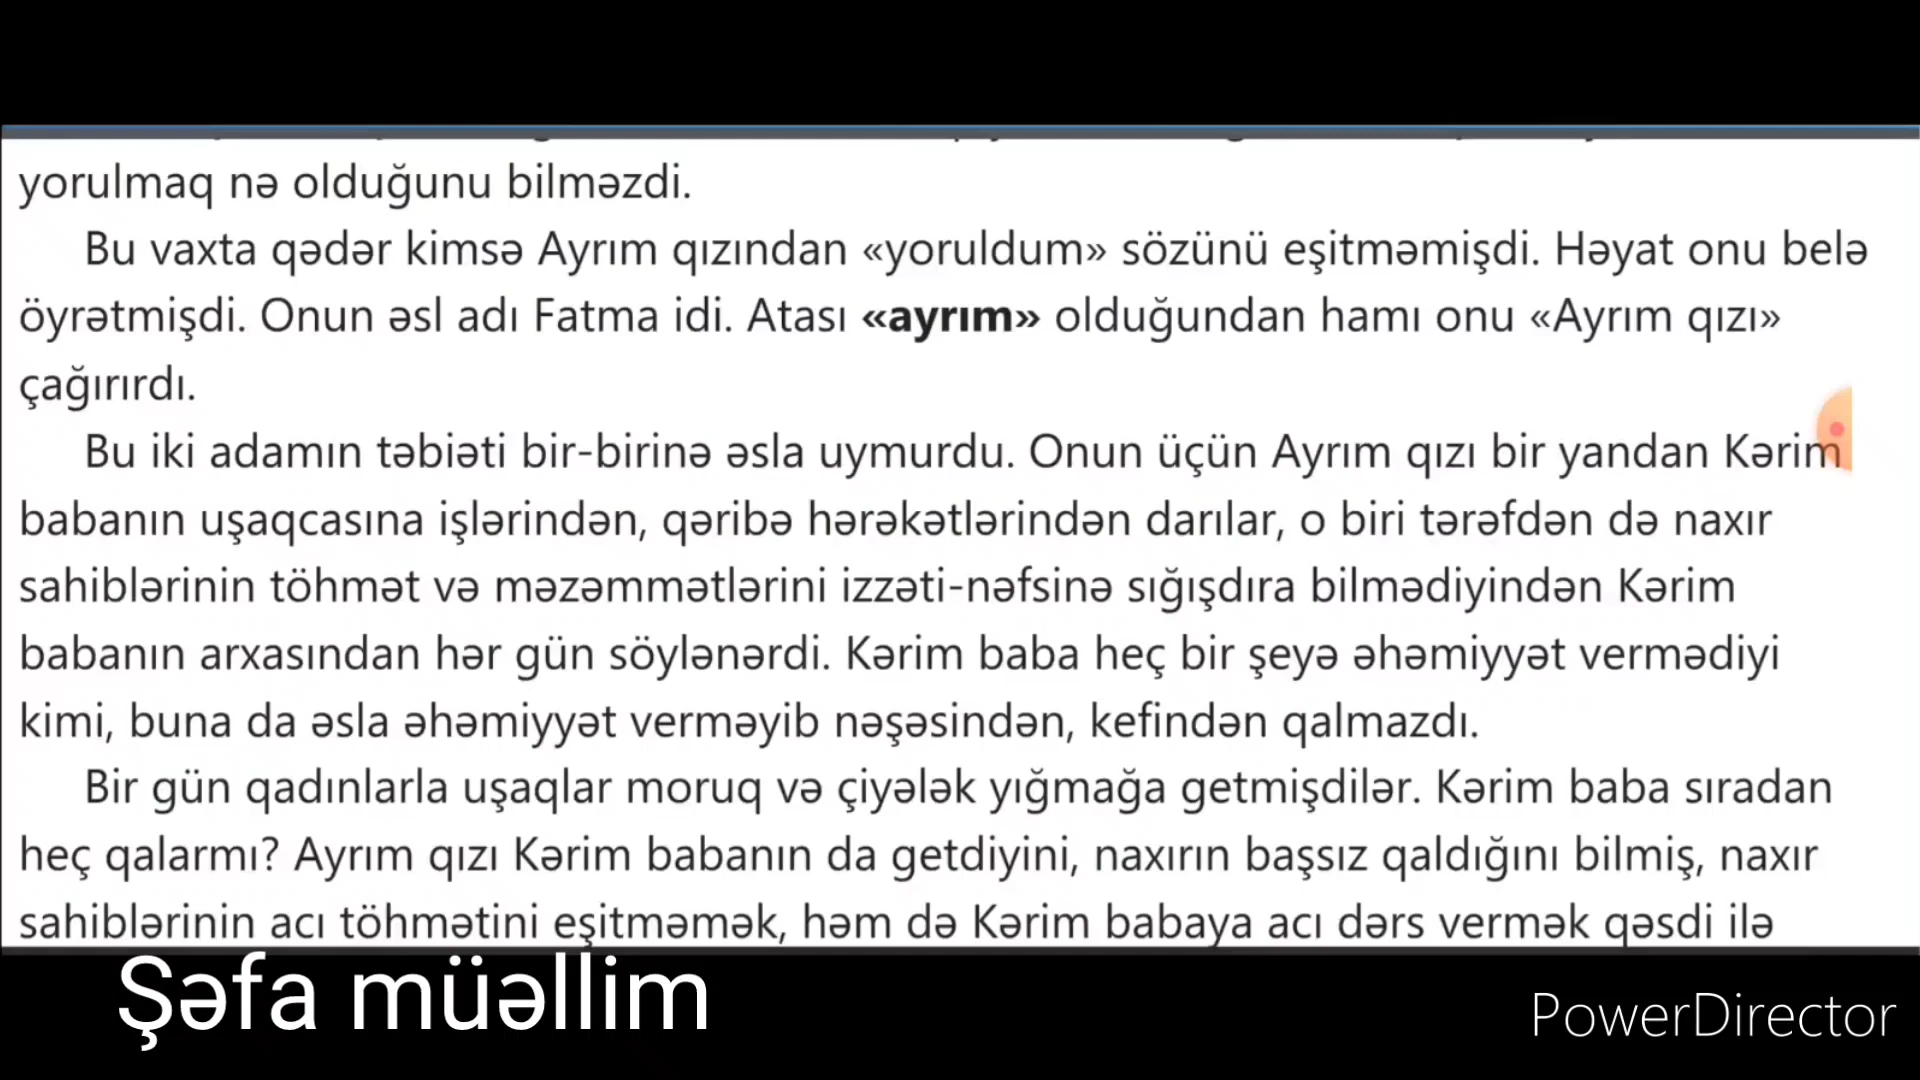 yorulmaq nə olduğunu bilməzdi.
Bu vaxta qədər kimsə Ayrım qızından «yoruldum» sözünü eşitməmişdi. Həyat onu belə
öyrətmişdi. Onun əsl adı Fatma idi. Atası «ayrım» olduğundan hamı onu «Ayrım qızı»
çağırırdı.
Bu iki adamın təbiəti bir-birinə əsla uymurdu. Onun üçün Ayrım qızı bir yandan Kərim
babanın uşaqcasına işlərindən, qəribə hərəkətlərindən darılar, o biri tərəfdən də naxır
sahiblərinin töhmət və məzəmmətlərini izzəti-nəfsinə sığışdıra bilmədiyindən Kərim
babanın arxasından hər gün söylənərdi. Kərim baba heç bir şeyə əhəmiyyət vermədiyi
kimi, buna da əsla əhəmiyyət verməyib nəşəsindən, kefindən qalmazdı.
Bir gün qadınlarla uşaqlar moruq və çiyələk yığmağa getmişdilər. Kərim baba sıradan
heç qalarmı? Ayrım qızı Kərim babanın da getdiyini, naxırın başsız qaldığını bilmiş, naxır
sahiblərinin acı töhmətini eşitməmək, həm də Kərim babaya acı dərs vermək qəsdi ilə
Şəfa müəllim
PowerDirector